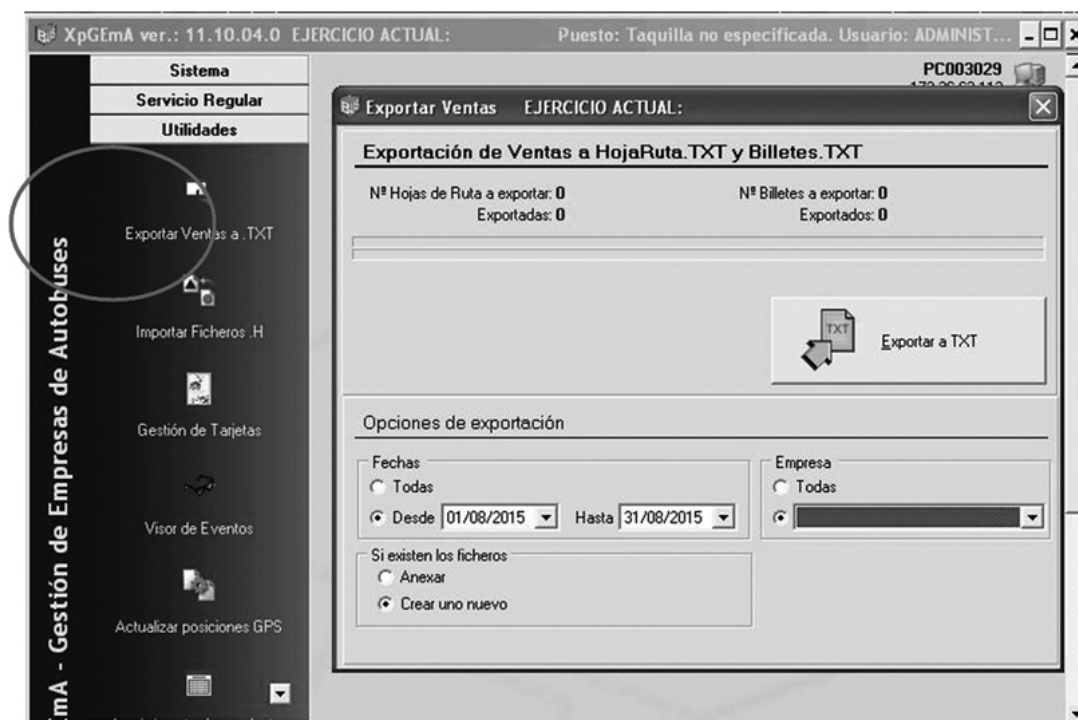 XpGEmA ver.: 11.10.04.0 EJERCICIO ACTUAL: Puesto: Taquilla no especificada. Usuario: ADMINIST...
Sistema
Servicio Regular
Utilidades
Exportar Ventas a .TXT
Importar Ficheros .H
Gestión de Tarjetas
Visor de Eventos
Actualizar posiciones GPS
EmA - Gestión de Empresas de Autobuses
PC003029
Exportar Ventas EJERCICIO ACTUAL:
Exportación de Ventas a HojaRuta.TXT y Billetes.TXT
Nº Hojas de Ruta a exportar: 0 Nº Billetes a exportar: 0
Exportadas: 0 Exportados: 0
TXT
Exportar a TXT
Opciones de exportación
Fechas
Todas
Desde 01/08/2015 Hasta 31/08/2015
Empresa
Todas
Si existen los ficheros
Anexar
Crear uno nuevo